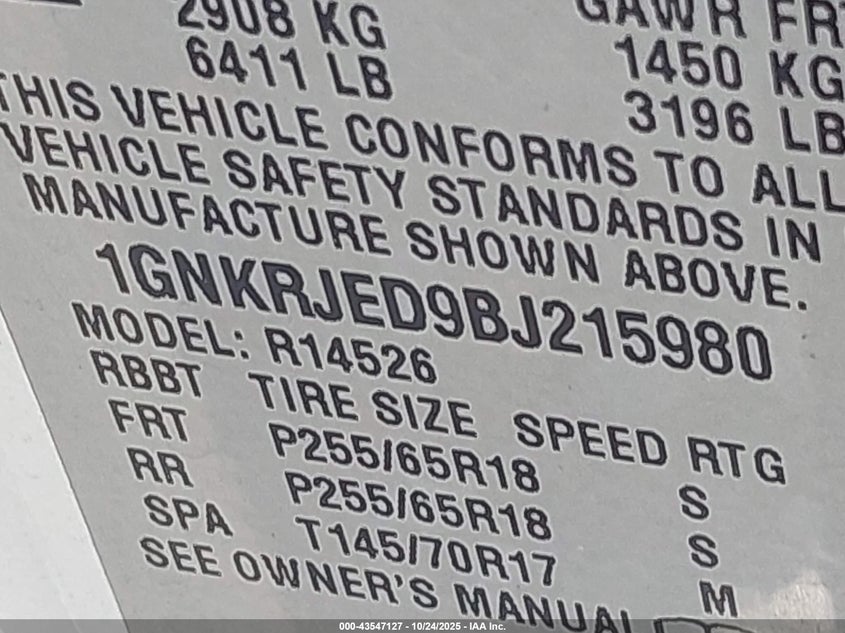 2908 KG GAWR FRT
6411 LB 1450 KG
3196 LB
THIS VEHICLE CONFORMS TO ALL
VEHICLE SAFETY STANDARDS IN
MANUFACTURE SHOWN ABOVE.
1GNKRJED9BJ215980
MODEL: R14526
RBBT TIRE SIZE SPEED RTG
FRT P255/65R18 S
RR P255/65R18 S
SPA T145/70R17 M
SEE OWNER'S MANUAL
000-43547127 - 10/24/2025 - IAA Inc.